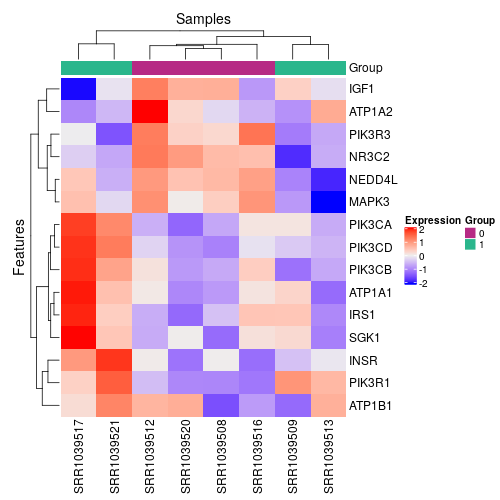 Samples
Group
IGF1
ATP1A2
PIK3R3
NR3C2
NEDD4L
MAPK3
PIK3CA
PIK3CD
PIK3CB
ATP1A1
IRS1
SGK1
INSR
PIK3R1
ATP1B1
Features
SRR1039517
SRR1039521
SRR1039512
SRR1039520
SRR1039508
SRR1039516
SRR1039509
SRR1039513
Expression
2
1
0
-1
-2
Group
0
1